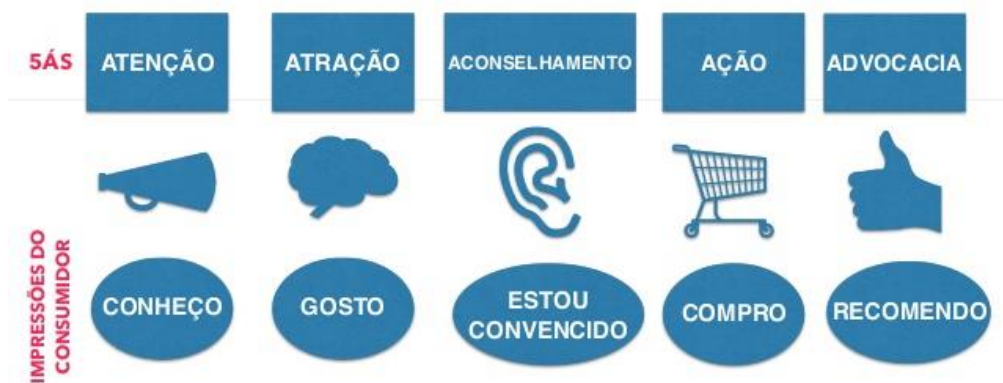 5ÁS
ATENÇÃO
ATRAÇÃO
ACONSELHAMENTO
AÇÃO
ADVOCACIA
IMPRESSÕES DO
CONSUMIDOR
CONHEÇO
GOSTO
ESTOU
CONVENCIDO
COMPRO
RECOMENDO